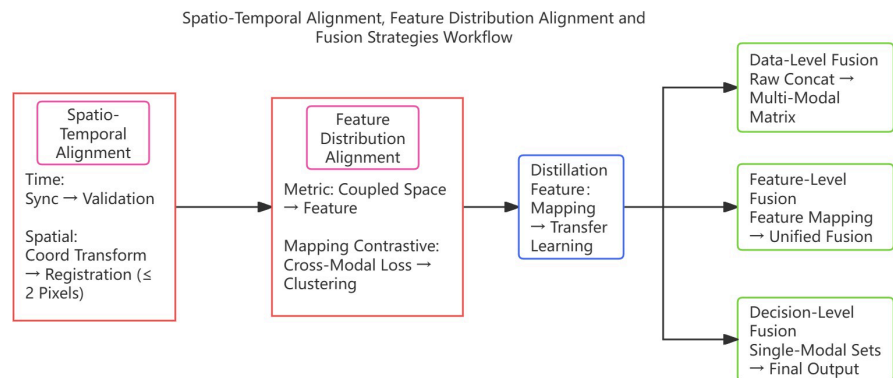 Spatio-Temporal Alignment, Feature Distribution Alignment and
Fusion Strategies Workflow
Spatio-
Temporal
Alignment
Time:
Sync → Validation
Spatial:
Coord Transform
→ Registration (≤
2 Pixels)
Feature
Distribution
Alignment
Metric: Coupled Space
→ Feature
Mapping Contrastive:
Cross-Modal Loss →
Clustering
Distillation
Feature:
Mapping
→ Transfer
Learning
Data-Level Fusion
Raw Concat →
Multi-Modal
Matrix
Feature-Level
Fusion
Feature Mapping
→ Unified Fusion
Decision-Level
Fusion
Single-Modal Sets
→ Final Output